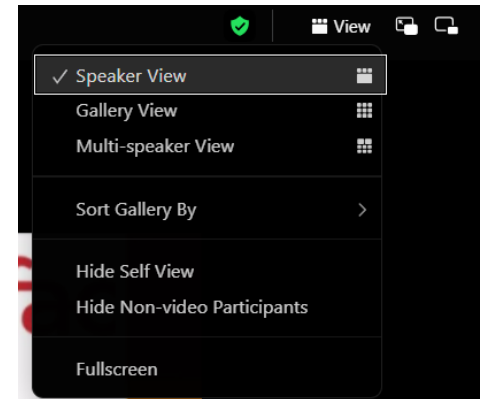 View
Speaker View
Gallery View
Multi-speaker View
Sort Gallery By
Hide Self View
Hide Non-video Participants
Fullscreen